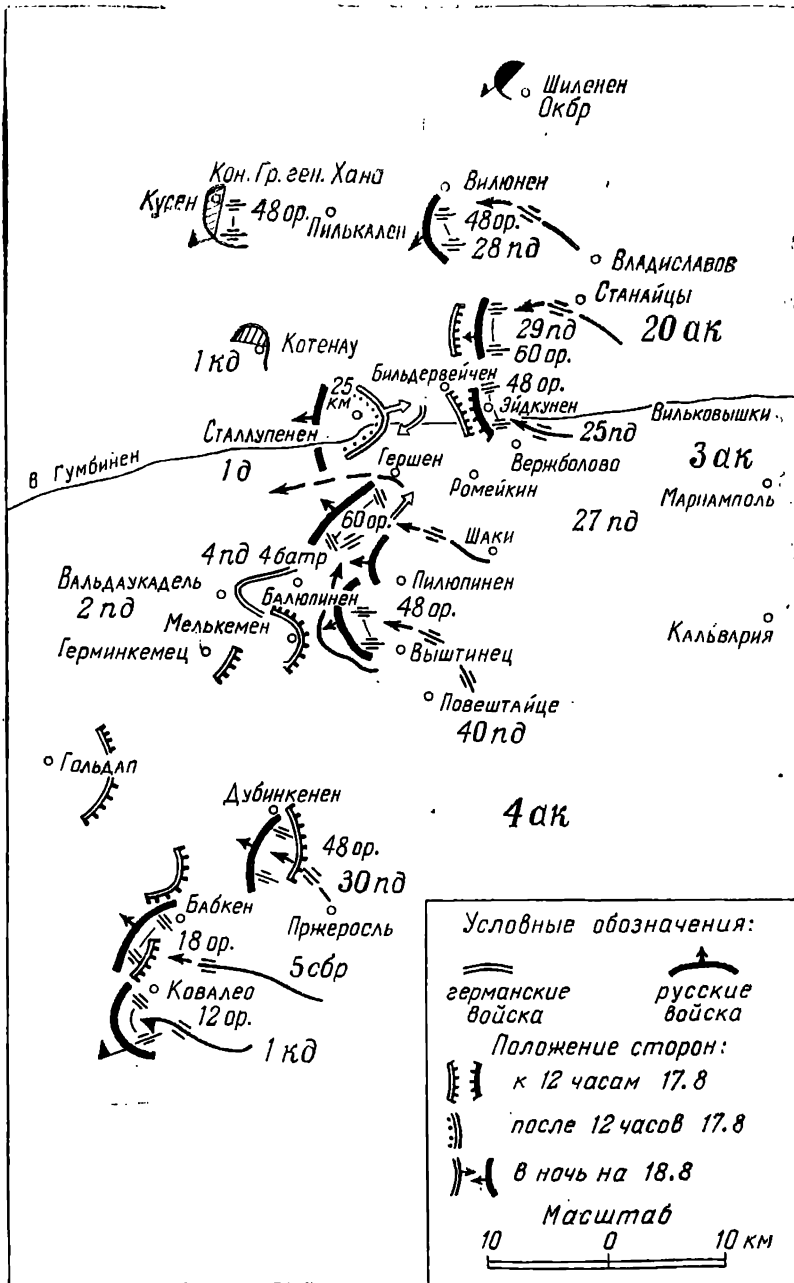 Шиленен
Окбр
Кон. Гр. ген. Хана
Кусен
48 ор.
Пилькален
Вилюнен
48 ор.
28 пд
Владиславов
Станайцы
29 пд
60 ор.
20 ак
1 кд
Котенау
25 км
Бильдервейчен
48 ор.
Эйдкунен
Сталлупенен
25 пд
Вильковышки
3 ак
в Гумбинен
1 д
Гершен
Вержболово
Ромейкин
Мариамполь
60 ор.
Шаки
27 пд
4 пд 4 батр
Вальдаукадель
2 пд
Балюпинен
Пилюпинен
48 ор.
Мелькемен
Герминкемец
Выштинец
Кальвария
Повештайце
40 пд
Гольдап
Дубинкенен
4 ак
48 ор.
30 пд
Бабкен
Пржеросль
18 ор.
5 сбр
Ковалео
12 ор.
1 кд
Условные обозначения:
германские войска
русские войска
Положение сторон:
к 12 часам 17.8
после 12 часов 17.8
в ночь на 18.8
Масштаб
10 0 10 км